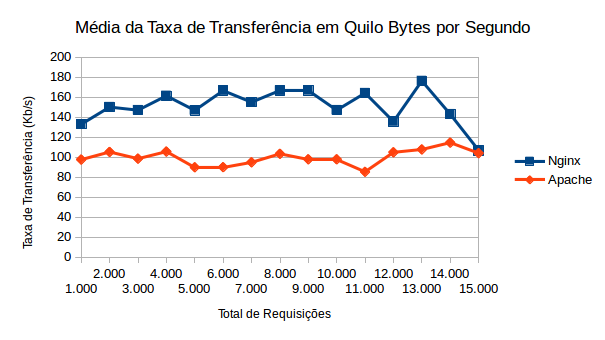 Média da Taxa de Transferência em Quilo Bytes por Segundo
Taxa de Transferência (Kb/s)
200
180
160
140
120
100
80
60
40
20
0
2.000 4.000 6.000 8.000 10.000 12.000 14.000
1.000 3.000 5.000 7.000 9.000 11.000 13.000 15.000
Total de Requisições
Nginx
Apache